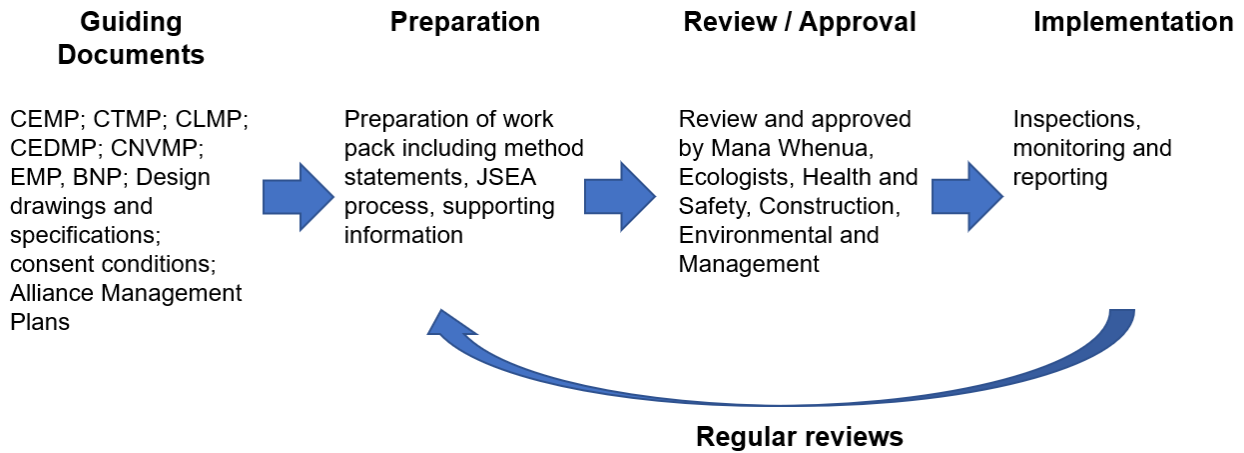 Guiding
Documents
CEMP; CTMP; CLMP;
CEDMP; CNVMP;
EMP, BNP; Design
drawings and
specifications;
consent conditions;
Alliance Management
Plans
Preparation
Preparation of work
pack including method
statements, JSEA
process, supporting
information
Review / Approval
Review and approved
by Mana Whenua,
Ecologists, Health and
Safety, Construction,
Environmental and
Management
Implementation
Inspections,
monitoring and
reporting
Regular reviews